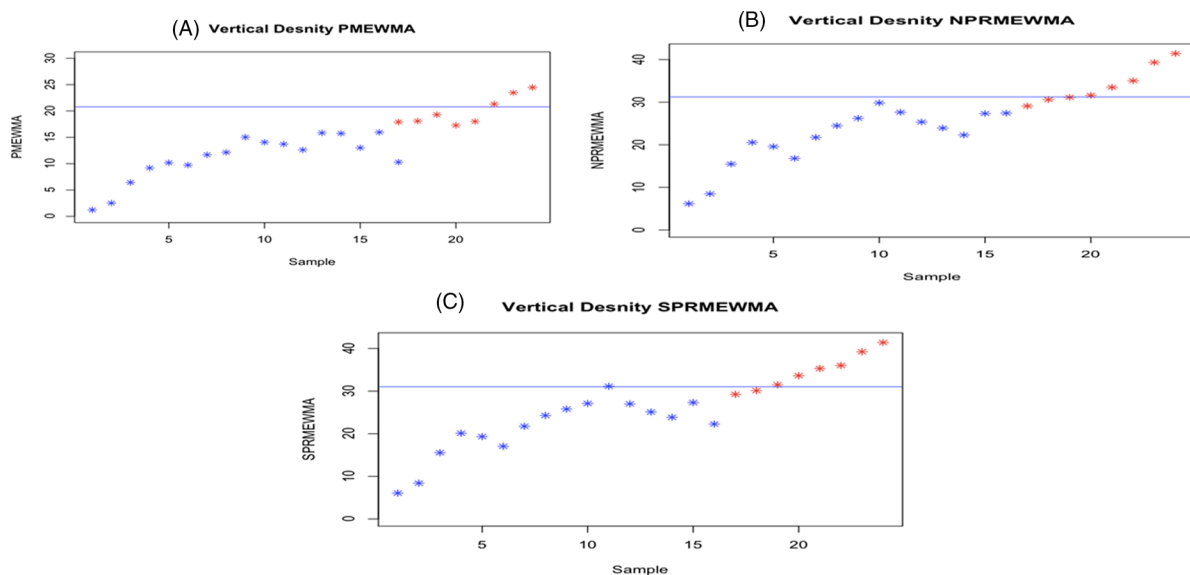 (A)
Vertical Desnity PMEWMA
PMEWMA
30
25
20
15
10
5
0
5
10
15
20
Sample
(B)
Vertical Desnity NPRMEWMA
NPRMEWMA
40
30
20
10
0
5
10
15
20
Sample
(C)
Vertical Desnity SPRMEWMA
SPRMEWMA
40
30
20
10
0
5
10
15
20
Sample